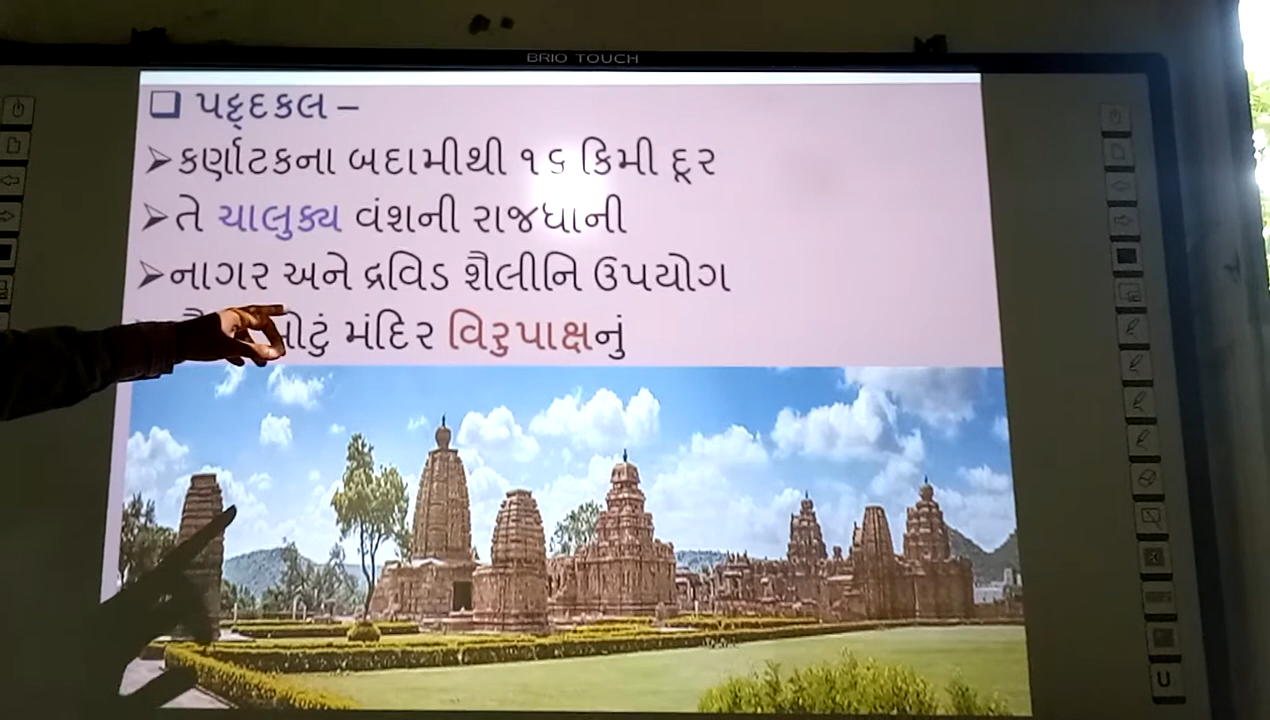 BRIO TOUCH
❑ પટ્ટદકલ –
➢કર્ણાટકના બદામીથી ૧૬ કિમી દૂર
➢તે ચાલુક્ય વંશની રાજધાની
➢નાગર અને દ્રવિડ શૈલીનિ ઉપયોગ
મંદિર વિરુપાક્ષનું